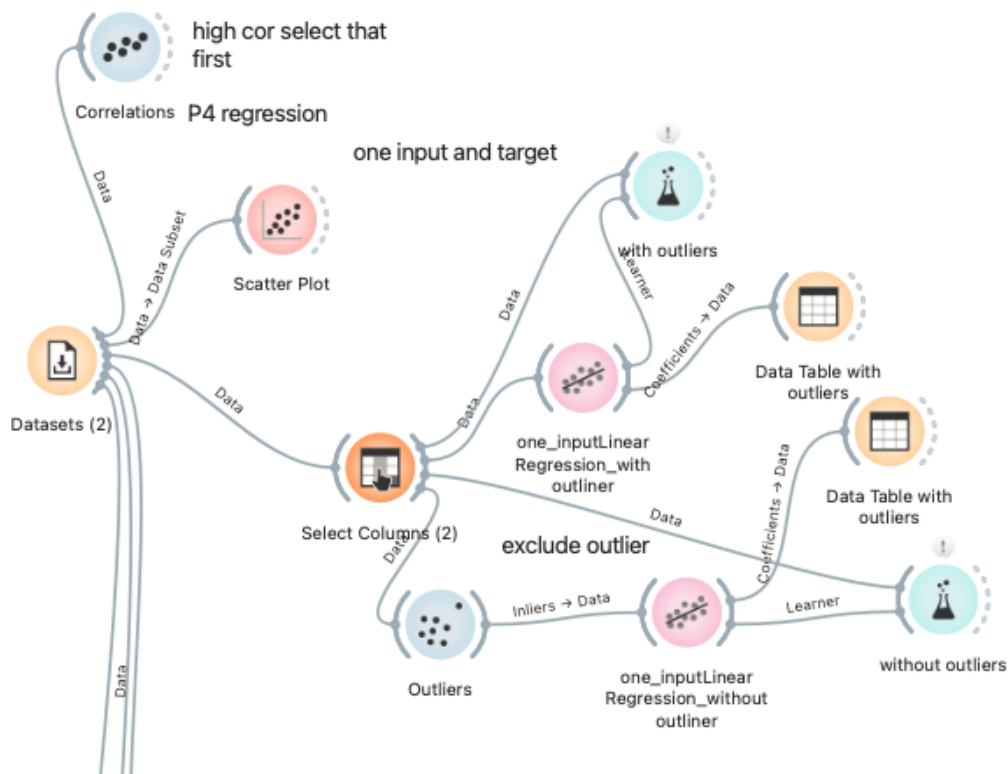 high cor select that
first
Correlations
P4 regression
one input and target
!
Data
Data → Data Subset
Scatter Plot
with outliers
Learner
Data
Coefficients → Data
Data Table with
outliers
Datasets (2)
Data
Data
one_inputLinear
Regression_with
outliner
Coefficients → Data
Data Table with
outliers
Select Columns (2)
Data
Data
exclude outlier
!
Inliers → Data
Learner
Data
Outliers
one_inputLinear
Regression_without
outliner
without outliers